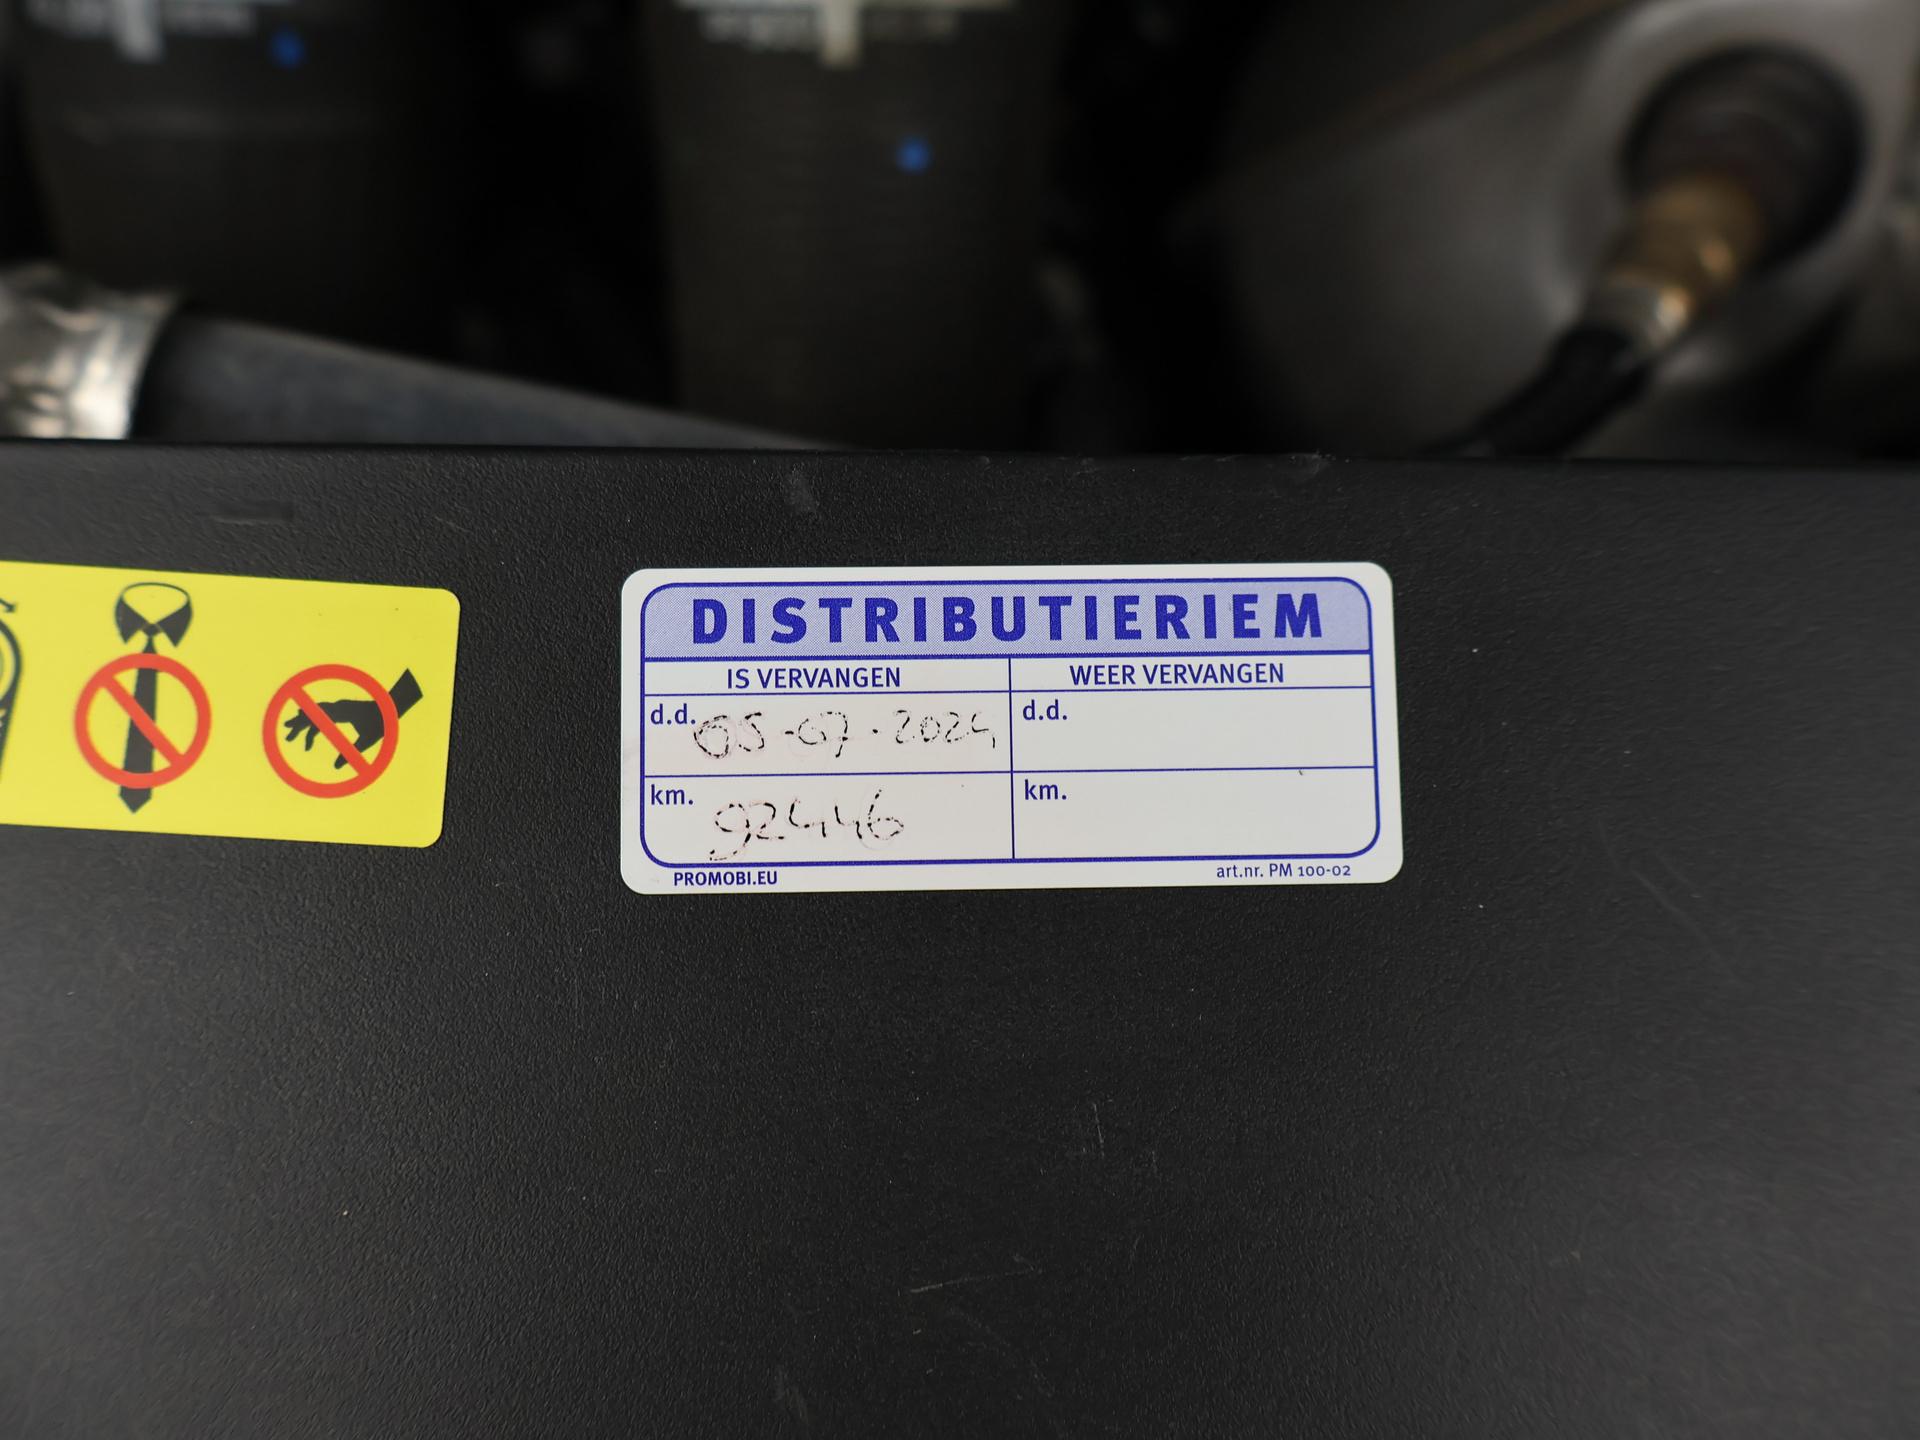 DISTRIBUTIERIEM
IS VERVANGEN
WEER VERVANGEN
d.d. 05-07-2024
d.d.
km. 92446
km.
PROMOBI.EU
art.nr. PM 100-02